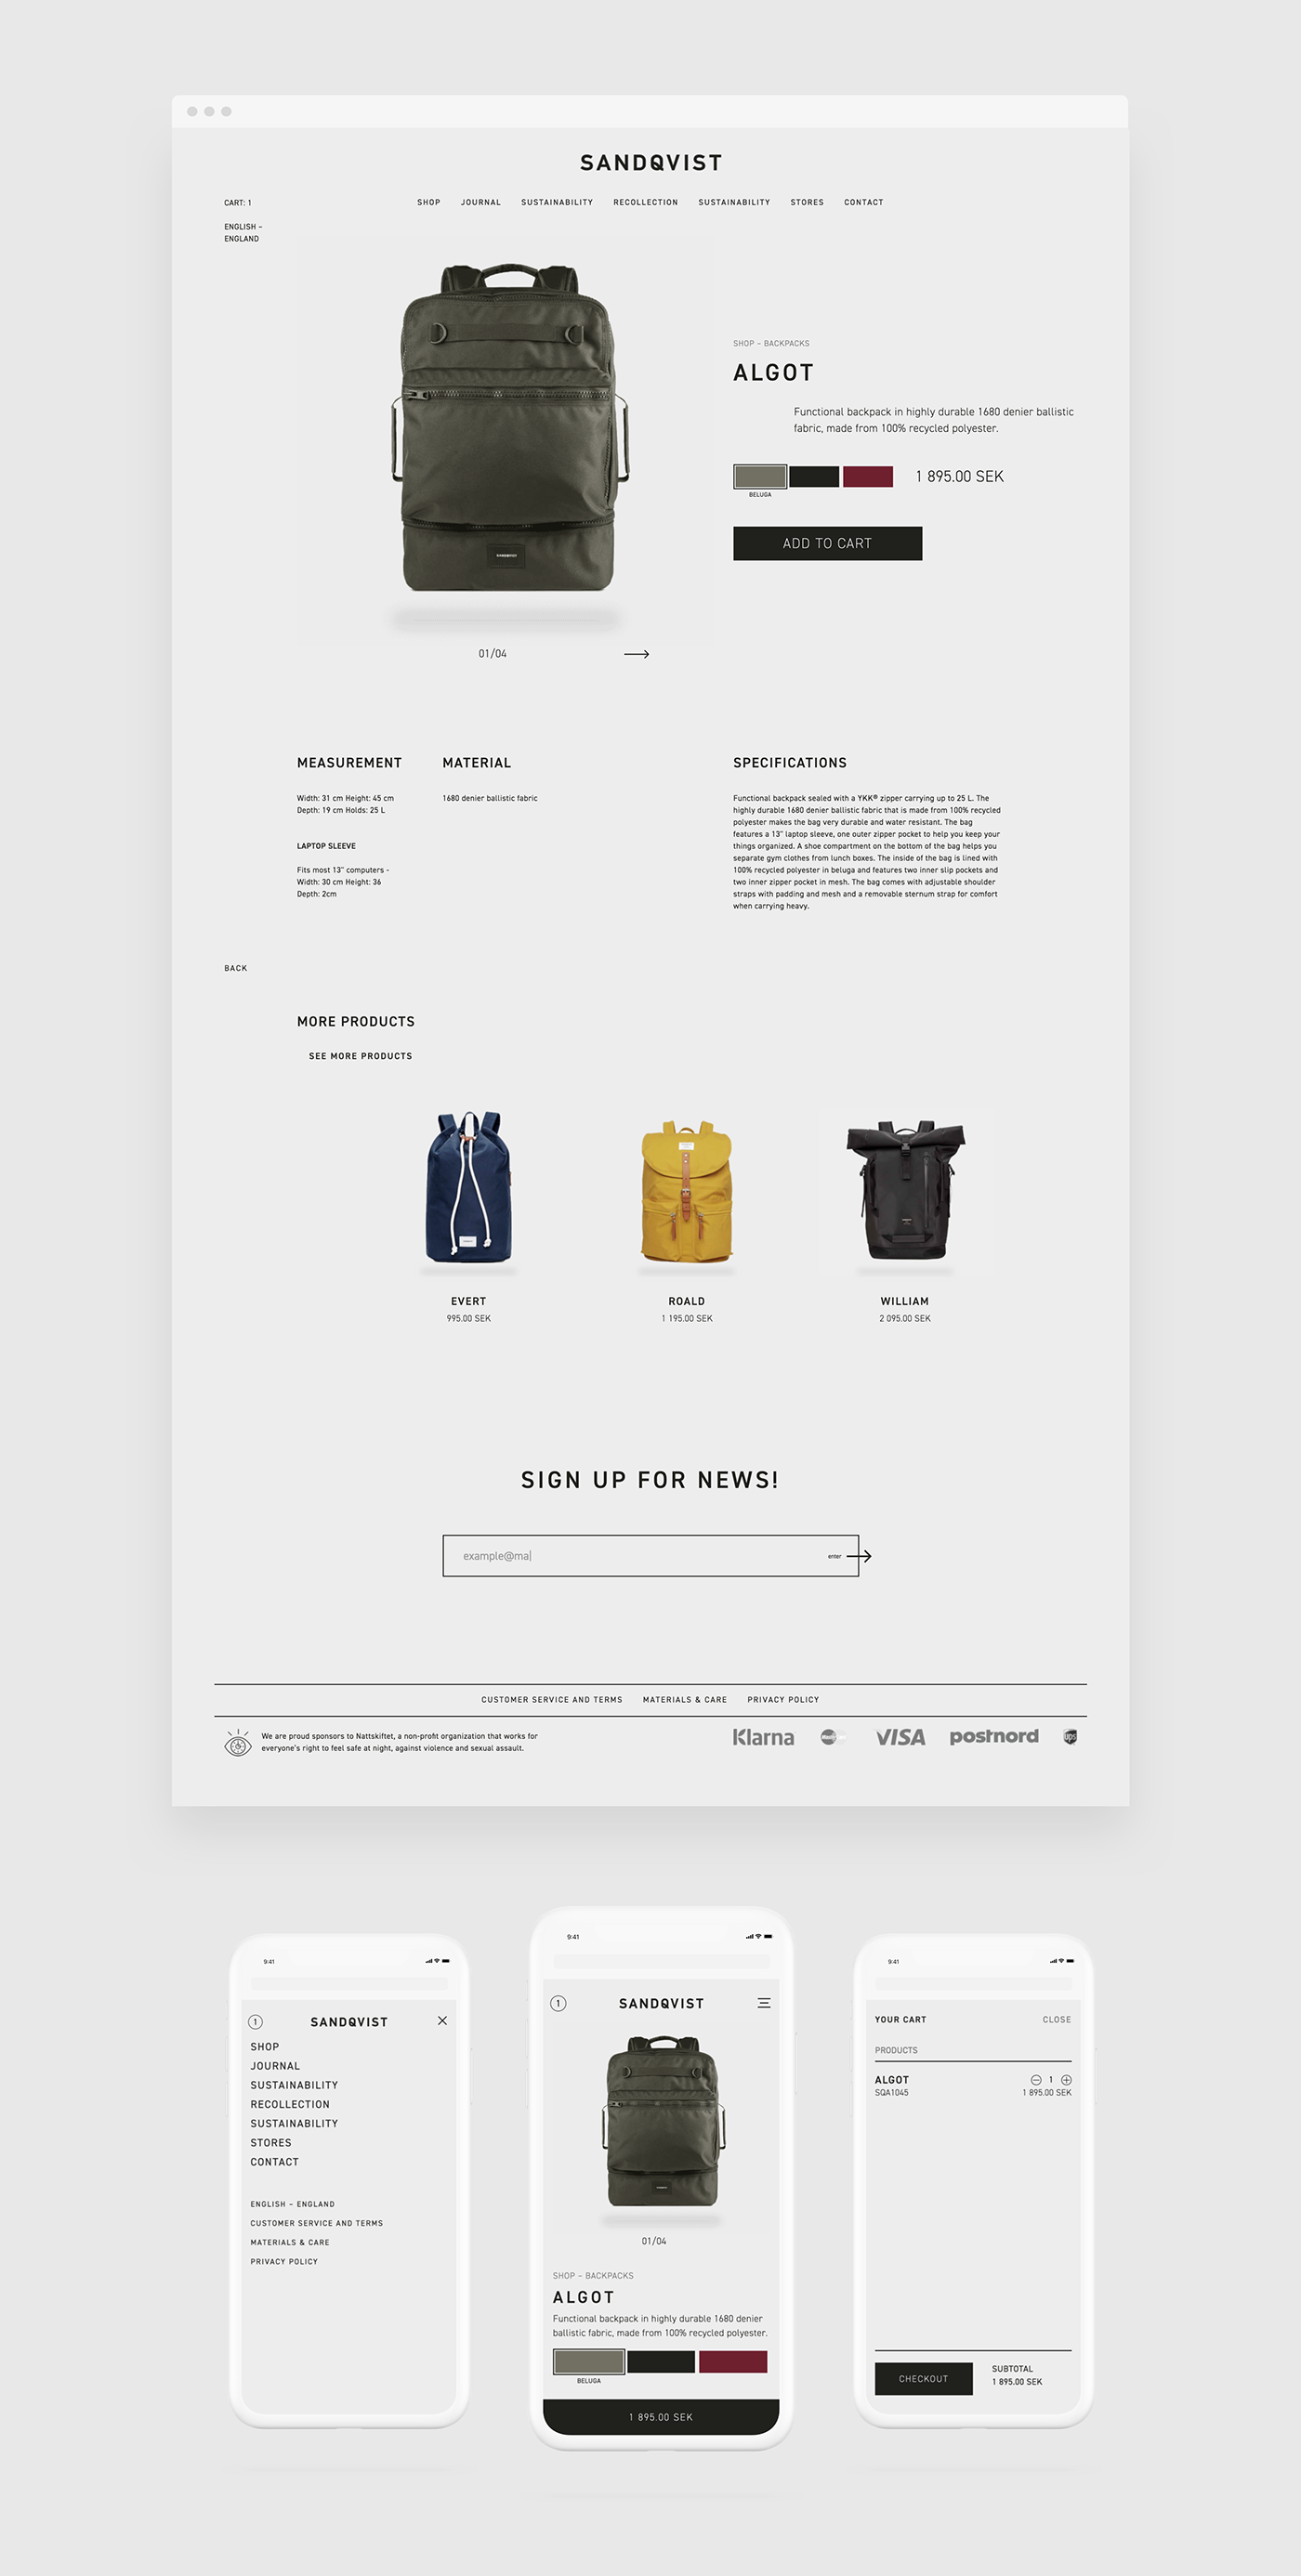 SANDQVIST
CART: 1
SHOP JOURNAL SUSTAINABILITY RECOLLECTION SUSTAINABILITY STORES CONTACT
ENGLISH –
ENGLAND
SHOP – BACKPACKS
ALGOT
Functional backpack in highly durable 1680 denier ballistic
fabric, made from 100% recycled polyester.
1 895.00 SEK
BELUGA
ADD TO CART
SANDQVIST
01/04
MEASUREMENT
Width: 31 cm Height: 45 cm
Depth: 19 cm Holds: 25 L
LAPTOP SLEEVE
Fits most 13" computers -
Width: 30 cm Height: 36
Depth: 2cm
MATERIAL
1680 denier ballistic fabric
SPECIFICATIONS
Functional backpack sealed with a YKK® zipper carrying up to 25 L. The
highly durable 1680 denier ballistic fabric that is made from 100% recycled
polyester makes the bag very durable and water resistant. The bag
features a 13" laptop sleeve, one outer zipper pocket to help you keep your
things organized. A shoe compartment on the bottom of the bag helps you
separate gym clothes from lunch boxes. The inside of the bag is lined with
100% recycled polyester in beluga and features two inner slip pockets and
two inner zipper pocket in mesh. The bag comes with adjustable shoulder
straps with padding and mesh and a removable sternum strap for comfort
when carrying heavy.
BACK
MORE PRODUCTS
SEE MORE PRODUCTS
EVERT
995.00 SEK
ROALD
1 195.00 SEK
WILLIAM
2 095.00 SEK
SIGN UP FOR NEWS!
example@ma|
enter
CUSTOMER SERVICE AND TERMS MATERIALS & CARE PRIVACY POLICY
We are proud sponsors to Nattskiftet, a non-profit organization that works for
everyone's right to feel safe at night, against violence and sexual assault.
Klarna VISA postnord ups
9:41
1 SANDQVIST
SHOP
JOURNAL
SUSTAINABILITY
RECOLLECTION
SUSTAINABILITY
STORES
CONTACT
ENGLISH – ENGLAND
CUSTOMER SERVICE AND TERMS
MATERIALS & CARE
PRIVACY POLICY
9:41
1 SANDQVIST
01/04
SHOP – BACKPACKS
ALGOT
Functional backpack in highly durable 1680 denier
ballistic fabric, made from 100% recycled polyester.
BELUGA
1 895.00 SEK
9:41
YOUR CART CLOSE
PRODUCTS
ALGOT 1
SQA1045 1 895.00 SEK
CHECKOUT
SUBTOTAL
1 895.00 SEK